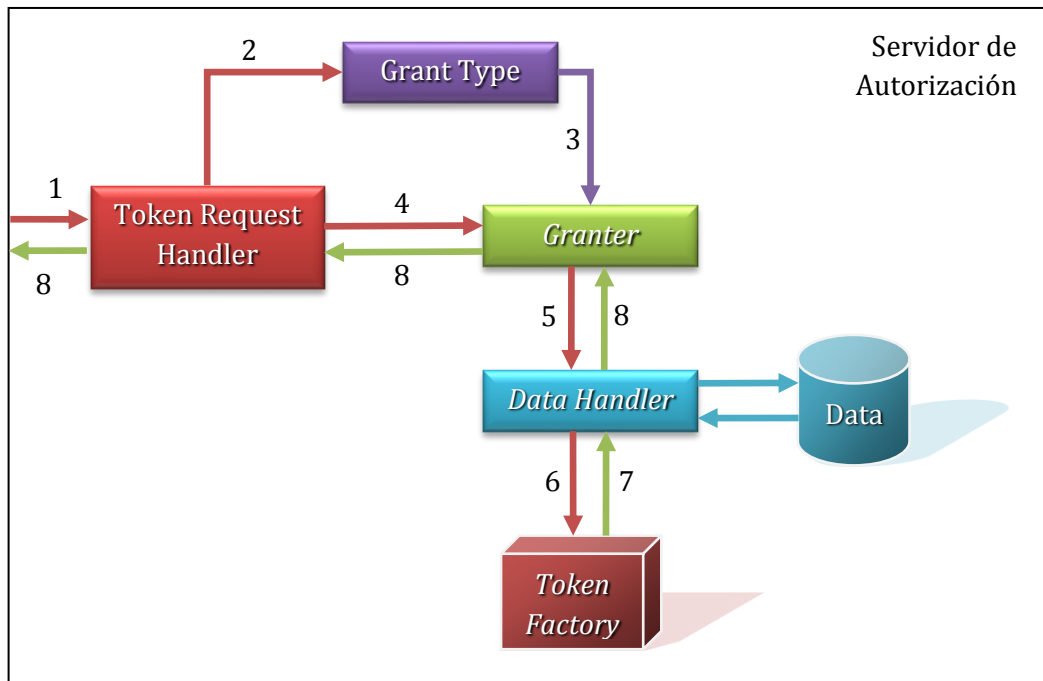 2
Grant Type
Servidor de
Autorización
3
1
Token Request
Handler
4
Granter
8
8
5
8
Data Handler
Data
6
7
Token
Factory